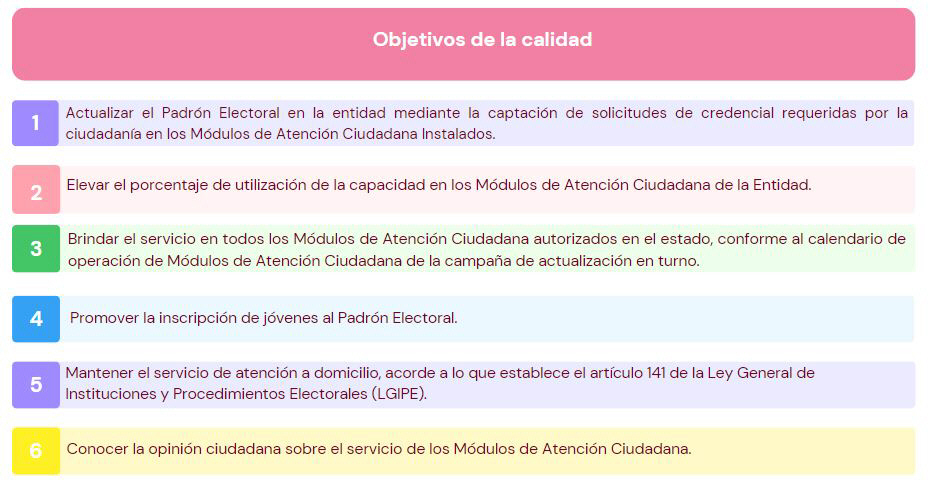 Objetivos de la calidad
1
Actualizar el Padrón Electoral en la entidad mediante la captación de solicitudes de credencial requeridas por la
ciudadanía en los Módulos de Atención Ciudadana Instalados.
2
Elevar el porcentaje de utilización de la capacidad en los Módulos de Atención Ciudadana de la Entidad.
3
Brindar el servicio en todos los Módulos de Atención Ciudadana autorizados en el estado, conforme al calendario de
operación de Módulos de Atención Ciudadana de la campaña de actualización en turno.
4
Promover la inscripción de jóvenes al Padrón Electoral.
5
Mantener el servicio de atención a domicilio, acorde a lo que establece el artículo 141 de la Ley General de
Instituciones y Procedimientos Electorales (LGIPE).
6
Conocer la opinión ciudadana sobre el servicio de los Módulos de Atención Ciudadana.